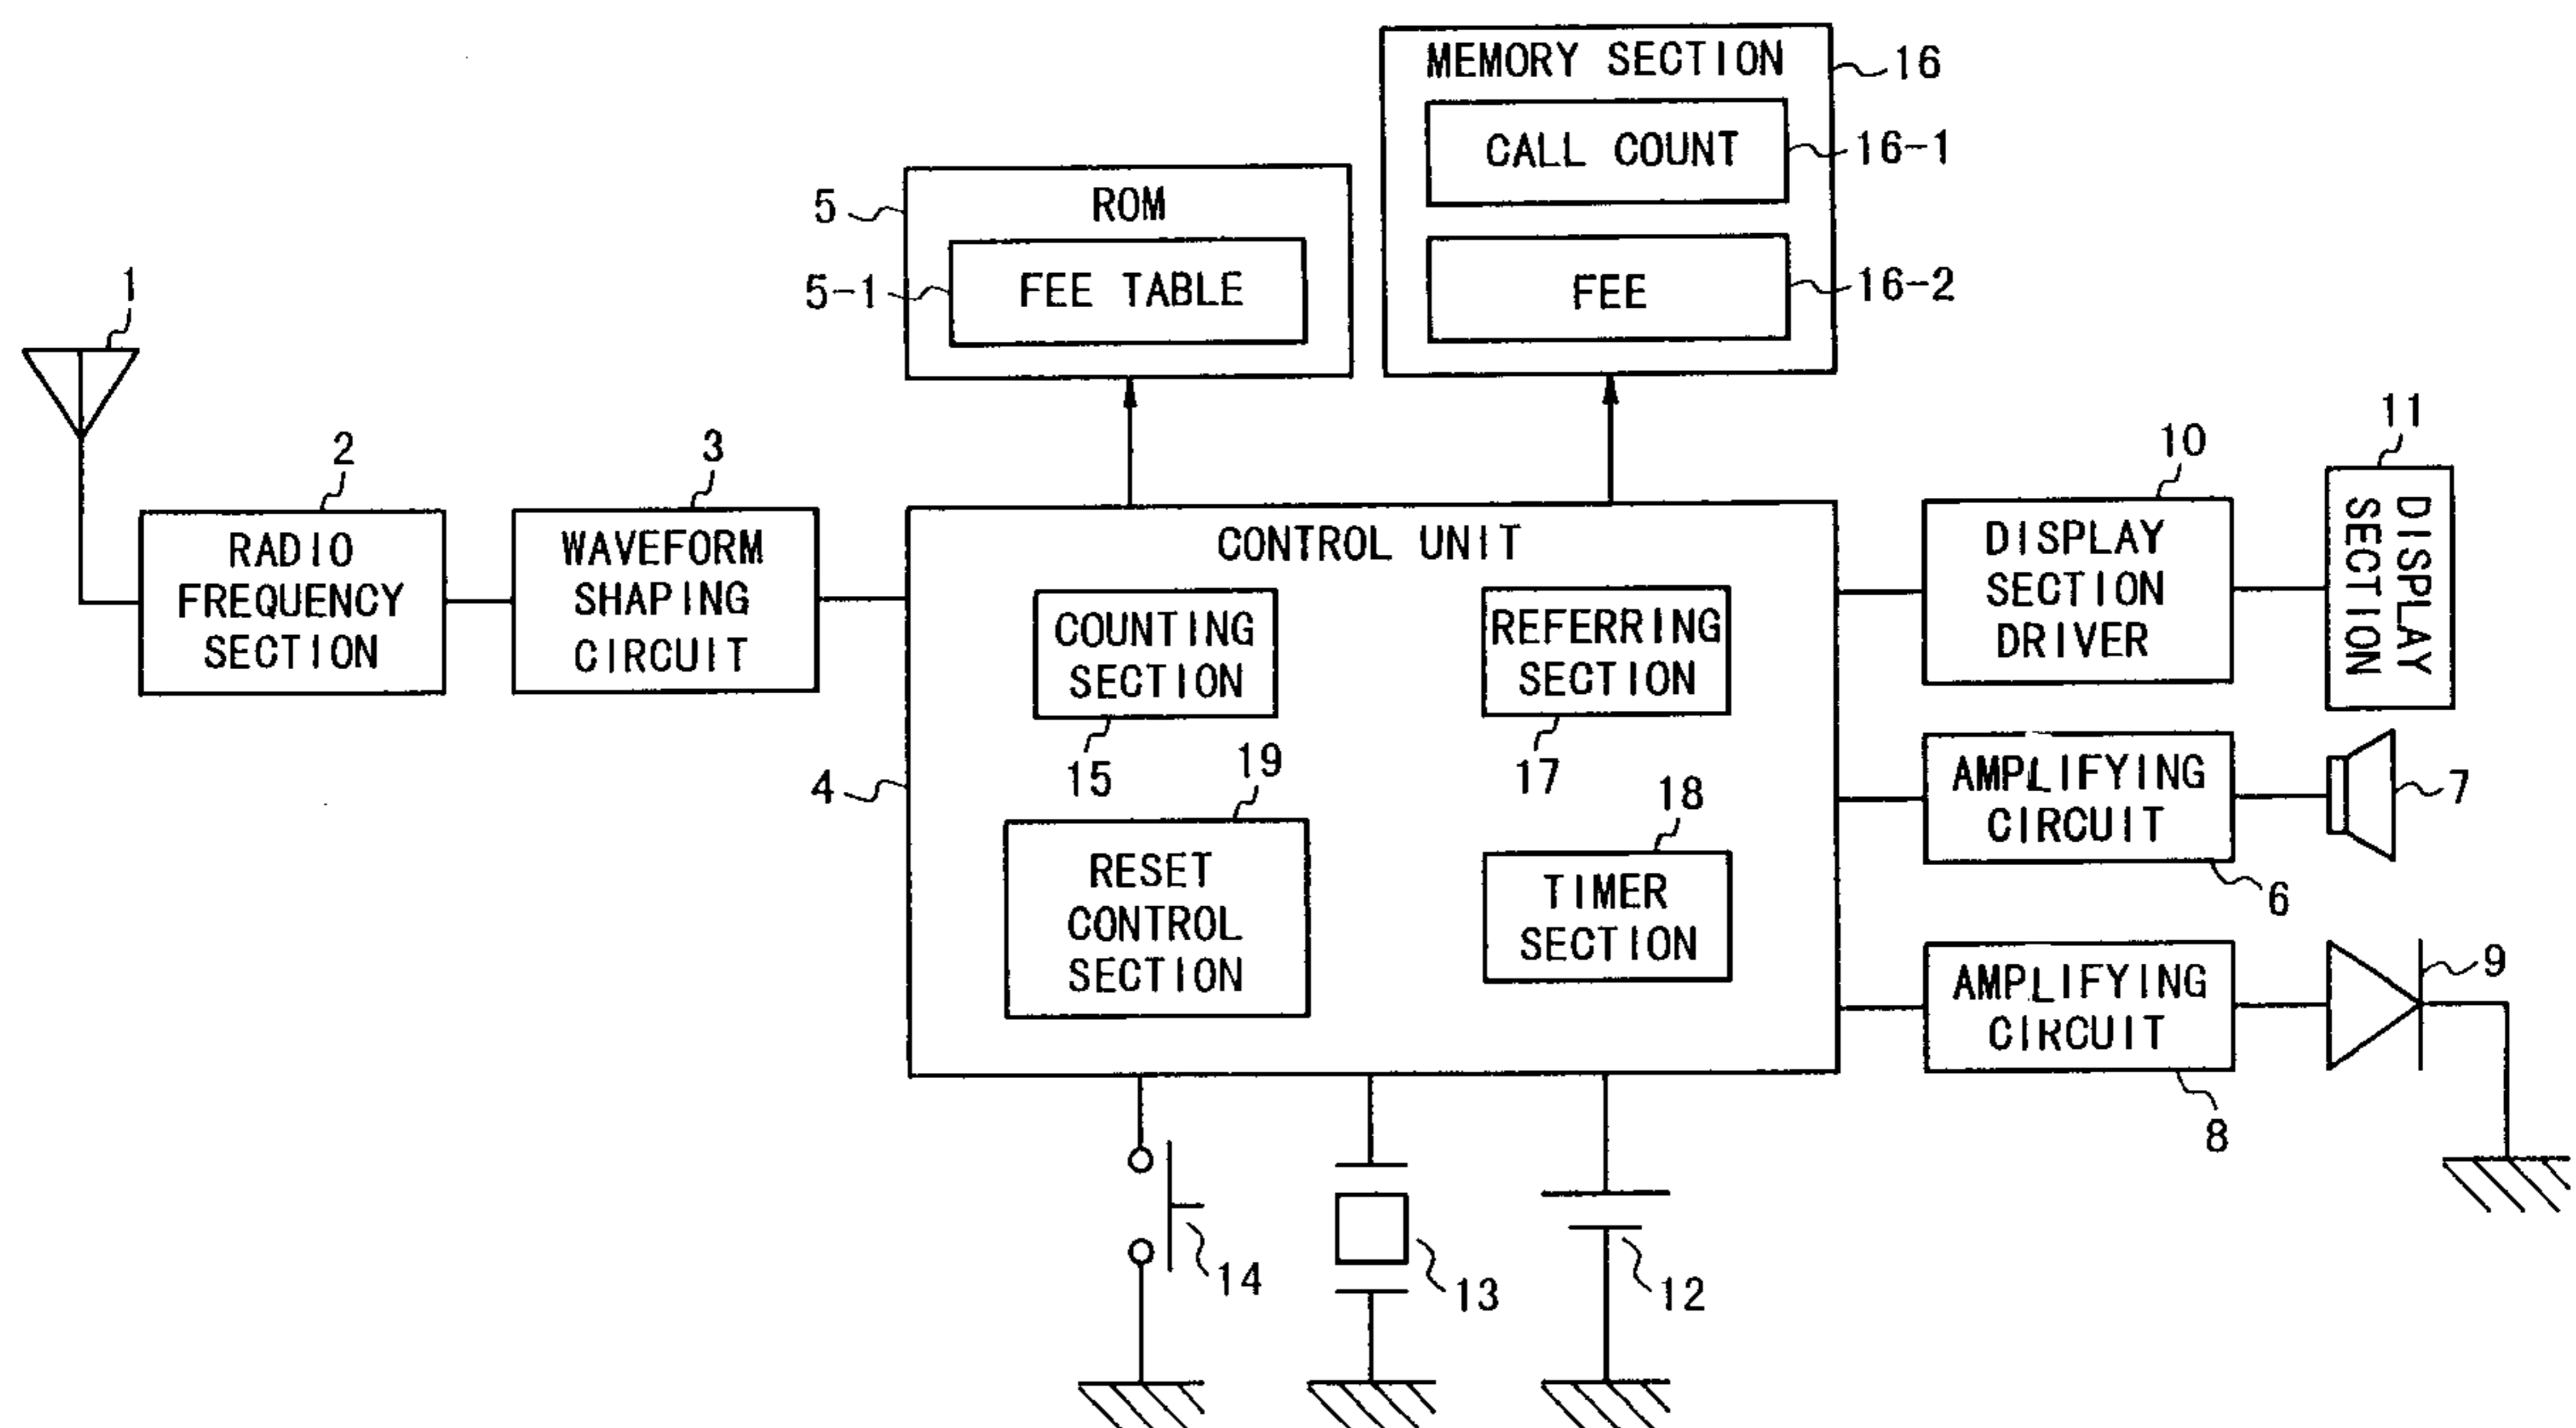 MEMORY SECTION
16
CALL COUNT
16-1
FEE
16-2
5
ROM
5-1
FEE TABLE
1
2
RADIO
FREQUENCY
SECTION
3
WAVEFORM
SHAPING
CIRCUIT
4
CONTROL UNIT
COUNTING
SECTION
15
REFERRING
SECTION
17
19
RESET
CONTROL
SECTION
18
TIMER
SECTION
10
DISPLAY
SECTION
DRIVER
11
DISPLAY
SECTION
AMPLIFYING
CIRCUIT
6
7
AMPLIFYING
CIRCUIT
8
9
14
13
12